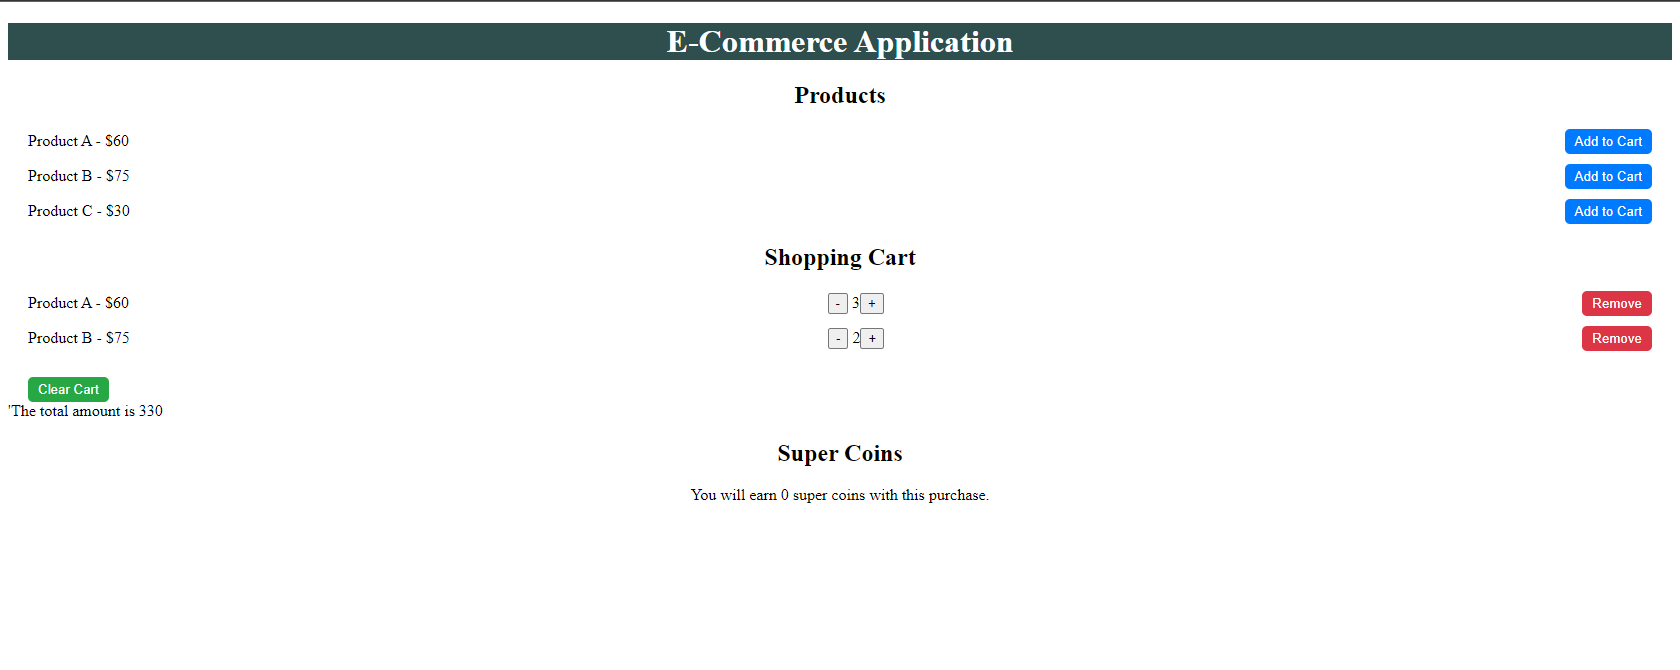 E-Commerce Application
Products
Product A - $60 Add to Cart
Product B - $75 Add to Cart
Product C - $30 Add to Cart
Shopping Cart
Product A - $60 - 3 + Remove
Product B - $75 - 2 + Remove
Clear Cart
'The total amount is 330
Super Coins
You will earn 0 super coins with this purchase.